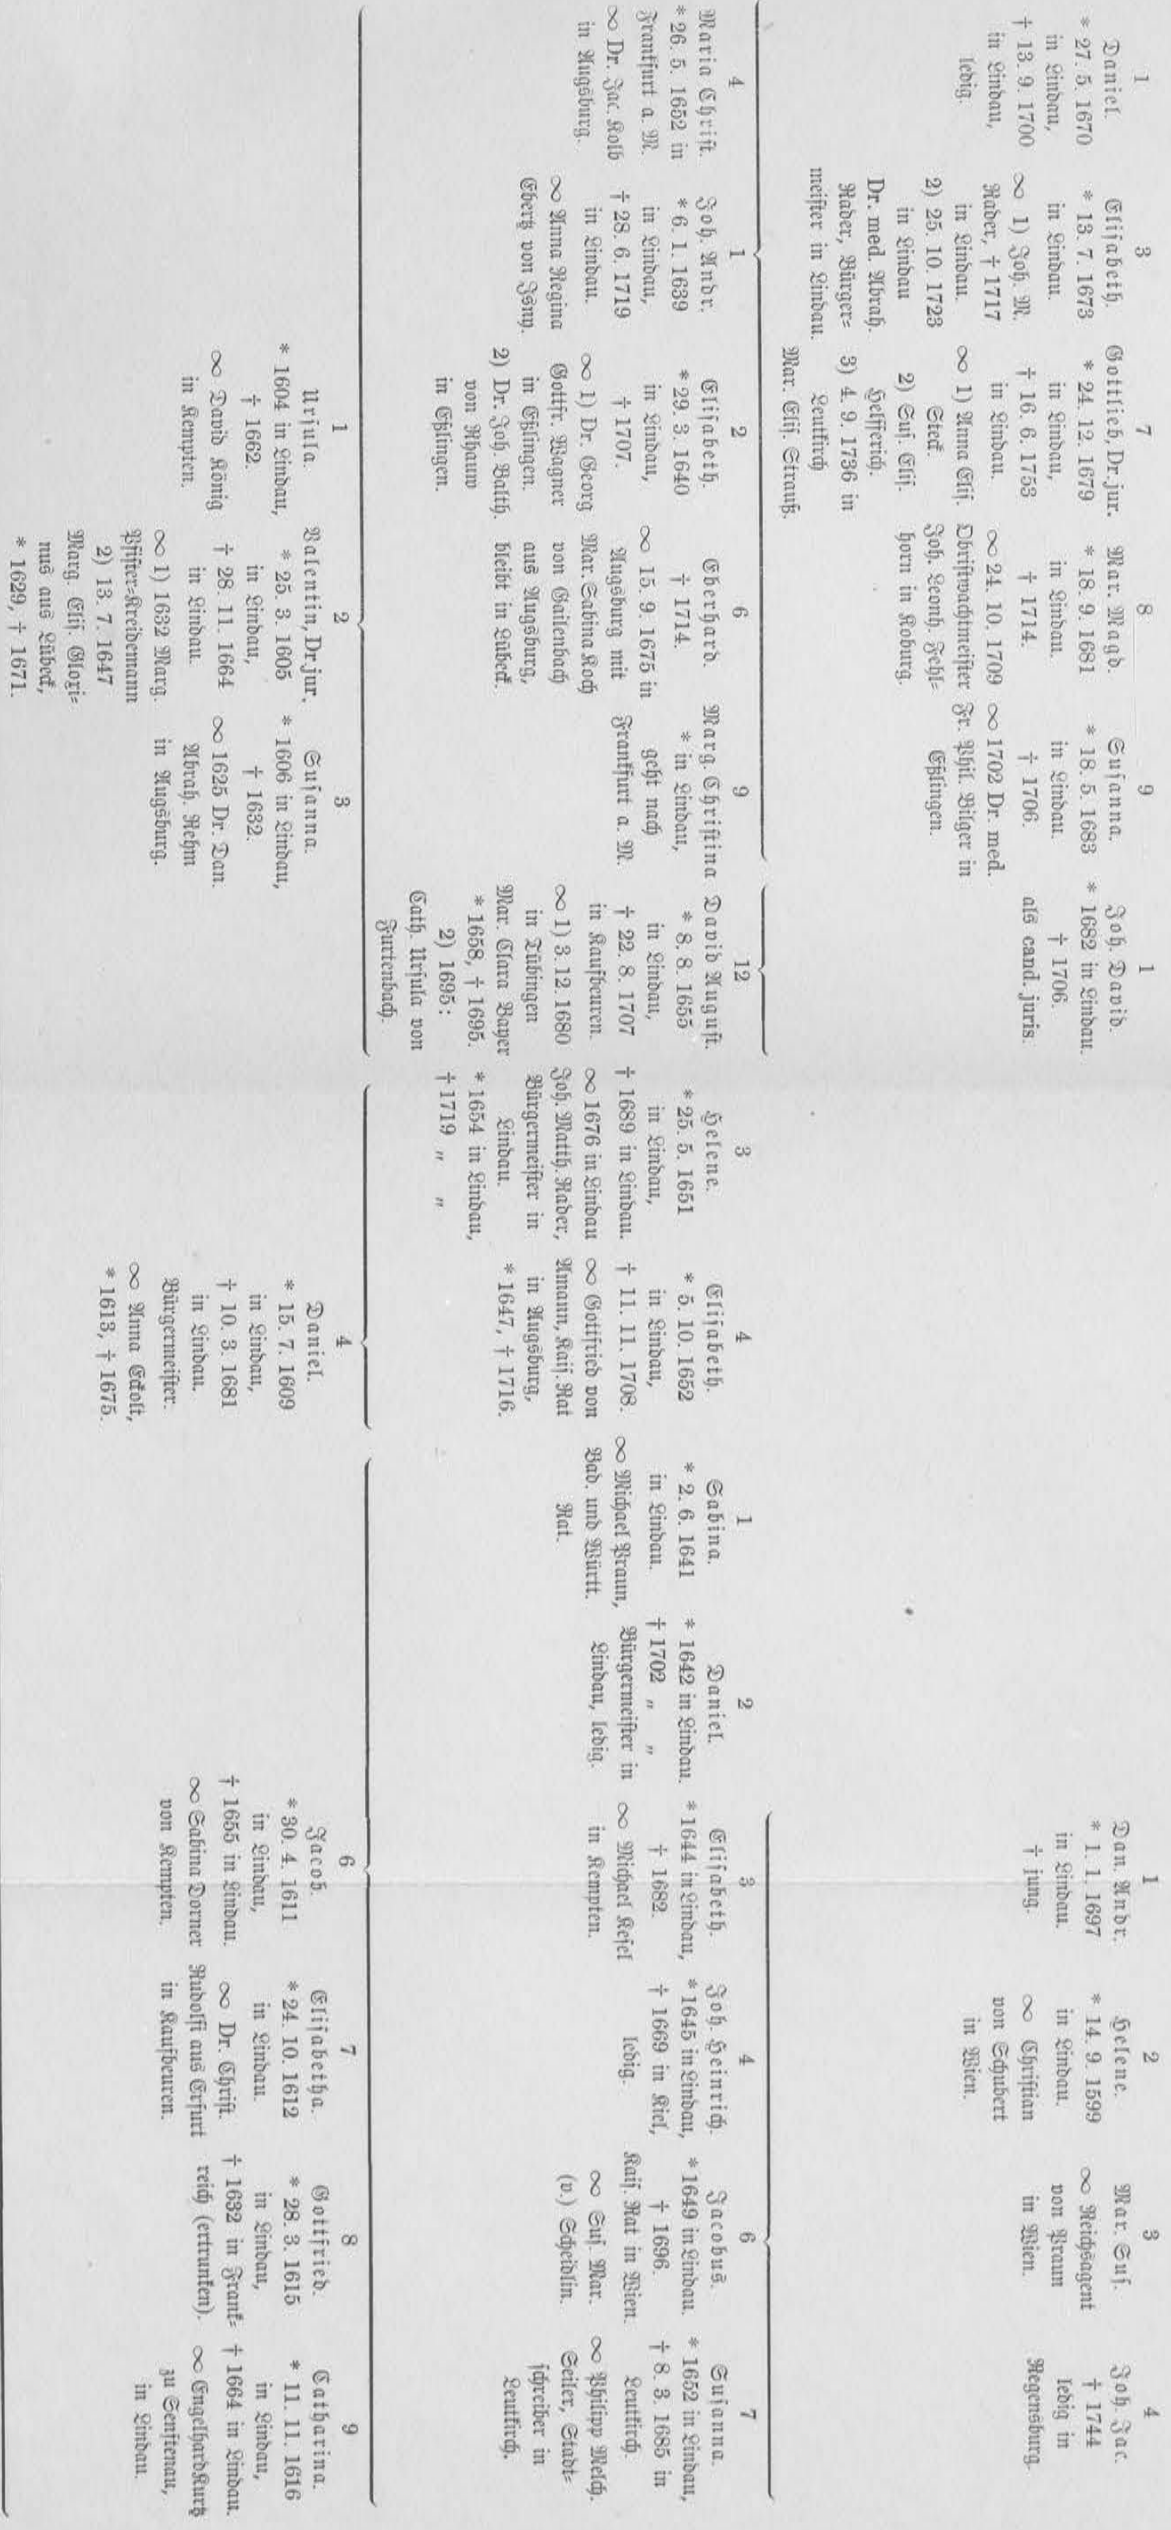 1
Daniel.
* 27. 5. 1670
in Lindau,
† 13. 9. 1700
in Lindau,
ledig.
3
Elisabeth.
* 13. 7. 1673
in Lindau.
∞ 1) Joh. M.
Rader, † 1717
in Lindau.
2) 25. 10. 1723
in Lindau
Dr. med. Abrah.
Rader, Bürger=
meister in Lindau.
7
Gottlieb, Dr. jur.
* 24. 12. 1679
in Lindau,
† 16. 6. 1753
in Lindau.
∞ 1) Anna Elis.
Steck.
2) Sus. Elis.
Helfferich.
3) 4. 9. 1736 in
Leutkirch
Mar. Elis. Strauß.
8
Mar. Magd.
* 18. 9. 1681
in Lindau.
† 1714.
∞ 24. 10. 1709
Obristwachtmeister
Joh. Leonh. Fehl=
horn in Koburg.
9
Susanna.
* 18. 5. 1683
in Lindau.
† 1706.
∞ 1702 Dr. med.
Fr. Phil. Bilger in
Eßlingen.
1
Joh. David.
* 1682 in Lindau.
† 1706.
als cand. juris.
1
Dan. Andr.
* 1. 1. 1697
in Lindau.
† jung.
2
Helene.
* 14. 9. 1599
in Lindau.
∞ Christian
von Schubert
in Wien.
3
Mar. Sus.
∞ Reichsagent
von Praun
in Wien.
4
Joh. Jac.
† 1744
ledig in
Regensburg.
4
Maria Christ.
* 26. 5. 1652 in
Frankfurt a. M.
∞ Dr. Jac. Kolb
in Augsburg.
1
Joh. Andr.
* 6. 1. 1639
in Lindau,
† 28. 6. 1719
in Lindau.
∞ Anna Regina
Ebertz von Jsny.
2
Elisabeth.
* 29. 3. 1640
in Lindau,
† 1707.
∞ 1) Dr. Georg
Gottfr. Wagner
in Eßlingen.
2) Dr. Joh. Balth.
von Rhauw
in Eßlingen.
6
Eberhard.
† 1714.
∞ 15. 9. 1675 in
Augsburg mit
Mar. Sabina Koch
von Gailenbach
aus Augsburg,
bleibt in Lübeck.
9
Marg. Christina
* in Lindau,
geht nach
Frankfurt a. M.
12
David August.
* 8. 8. 1655
in Lindau,
† 22. 8. 1707
in Kaufbeuren.
∞ 1) 3. 12. 1680
in Tübingen
Mar. Clara Bayer
* 1658, † 1695.
2) 1695:
Cath. Ursula von
Furtenbach.
3
Helene.
* 25. 5. 1651
in Lindau,
† 1689 in Lindau.
∞ 1676 in Lindau
Joh. Matth. Rader,
Bürgermeister in
Lindau.
* 1654 in Lindau,
† 1719 „ „
4
Elisabeth.
* 5. 10. 1652
in Lindau,
† 11. 11. 1708.
∞ Gottfried von
Amann, Kais. Rat
in Augsburg,
* 1647, † 1716.
1
Sabina.
* 2. 6. 1641
in Lindau.
∞ Michael Praun,
Bad. und Württ.
Rat.
2
Daniel.
* 1642 in Lindau.
† 1702 „ „
Bürgermeister in
Lindau, ledig.
3
Elisabeth.
* 1644 in Lindau,
† 1682.
∞ Michael Kesel
in Kempten.
4
Joh. Heinrich.
* 1645 in Lindau,
† 1669 in Kiel,
ledig.
6
Jacobus.
* 1649 in Lindau.
† 1696.
Kais. Rat in Wien.
∞ Sus. Mar.
(v.) Scheidlin.
7
Susanna.
* 1652 in Lindau,
† 8. 3. 1685 in
Leutkirch.
∞ Philipp Melch.
Seiler, Stadt=
schreiber in
Leutkirch.
1
Ursula.
* 1604 in Lindau,
† 1662.
∞ David König
in Kempten.
2
Valentin, Dr jur.
* 25. 3. 1605
in Lindau,
† 28. 11. 1664
in Lindau.
∞ 1) 1632 Marg.
Pfister=Kreidemann
2) 13. 7. 1647
Marg. Elis. Gloxi=
nus aus Lübeck,
* 1629, † 1671.
3
Susanna.
* 1606 in Lindau,
† 1632.
∞ 1625 Dr. Dan.
Abrah. Rehm
in Augsburg.
4
Daniel.
* 15. 7. 1609
in Lindau,
† 10. 3. 1681
in Lindau.
Bürgermeister.
∞ Anna Eckolt,
* 1613, † 1675.
6
Jacob.
* 30. 4. 1611
in Lindau,
† 1655 in Lindau.
∞ Sabina Dorner
von Kempten.
7
Elisabetha.
* 24. 10. 1612
in Lindau.
∞ Dr. Christ.
Rudolfi aus Erfurt
in Kaufbeuren.
8
Gottfried.
* 28. 3. 1615
in Lindau,
† 1632 in Frank=
reich (ertrunken).
9
Catharina.
* 11. 11. 1616
in Lindau,
† 1664 in Lindau.
∞ Engelhard Kurtz
zu Senftenau,
in Lindau.